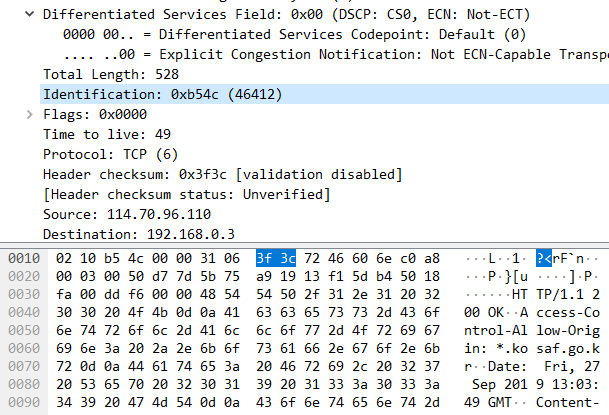 Differentiated Services Field: 0x00 (DSCP: CS0, ECN: Not-ECT)
0000 00.. = Differentiated Services Codepoint: Default (0)
.... ..00 = Explicit Congestion Notification: Not ECN-Capable Transp
Total Length: 528
Identification: 0xb54c (46412)
Flags: 0x0000
Time to live: 49
Protocol: TCP (6)
Header checksum: 0x3f3c [validation disabled]
[Header checksum status: Unverified]
Source: 114.70.96.110
Destination: 192.168.0.3
0010 02 10 b5 4c 00 00 31 06 3f 3c 72 46 60 6e c0 a8 ···L··1· ?<rF`n··
0020 00 03 00 50 d7 7d 5b 75 a9 19 13 f1 5d b4 50 18 ···P·}[u ····]·P·
0030 fa 00 dd f6 00 00 48 54 54 50 2f 31 2e 31 20 32 ······HT TP/1.1 2
0040 30 30 20 4f 4b 0d 0a 41 63 63 65 73 73 2d 43 6f 00 OK··A ccess-Co
0050 6e 74 72 6f 6c 2d 41 6c 6c 6f 77 2d 4f 72 69 67 ntrol-Al low-Orig
0060 69 6e 3a 20 2a 2e 6b 6f 73 61 66 2e 67 6f 2e 6b in: *.ko saf.go.k
0070 72 0d 0a 44 61 74 65 3a 20 46 72 69 2c 20 32 37 r··Date: Fri, 27
0080 20 53 65 70 20 32 30 31 39 20 31 33 3a 30 33 3a Sep 201 9 13:03:
0090 34 39 20 47 4d 54 0d 0a 43 6f 6e 74 65 6e 74 2d 49 GMT·· Content-